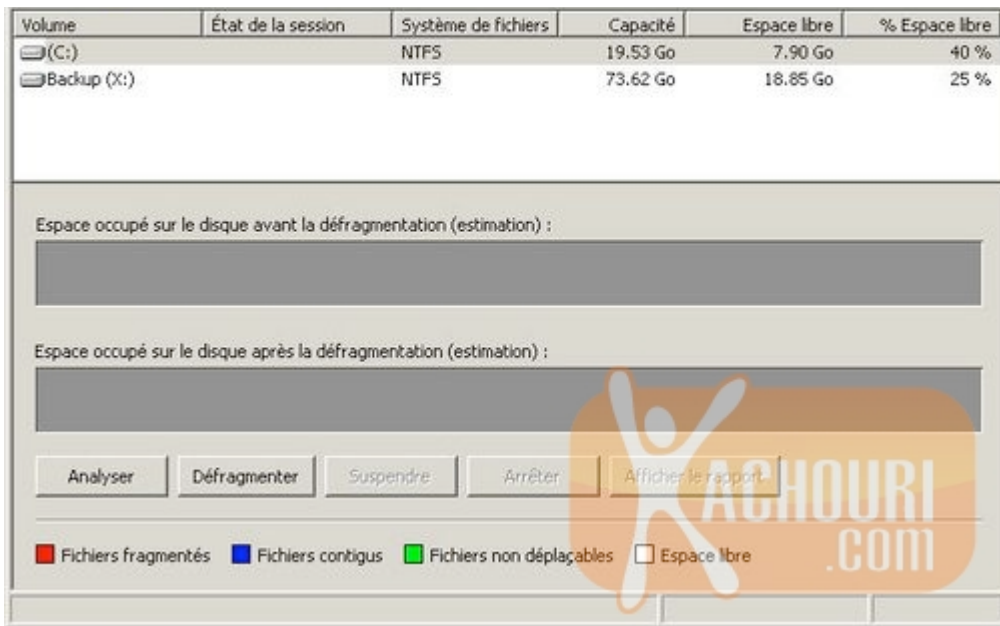 Volume État de la session Système de fichiers Capacité Espace libre % Espace libre
(C:) NTFS 19.53 Go 7.90 Go 40 %
Backup (X:) NTFS 73.62 Go 18.85 Go 25 %
Espace occupé sur le disque avant la défragmentation (estimation) :
Espace occupé sur le disque après la défragmentation (estimation) :
Analyser Défragmenter Suspendre Arrêter Afficher le rapport
KACHOURI
.COM
Fichiers fragmentés Fichiers contigus Fichiers non déplaçables Espace libre